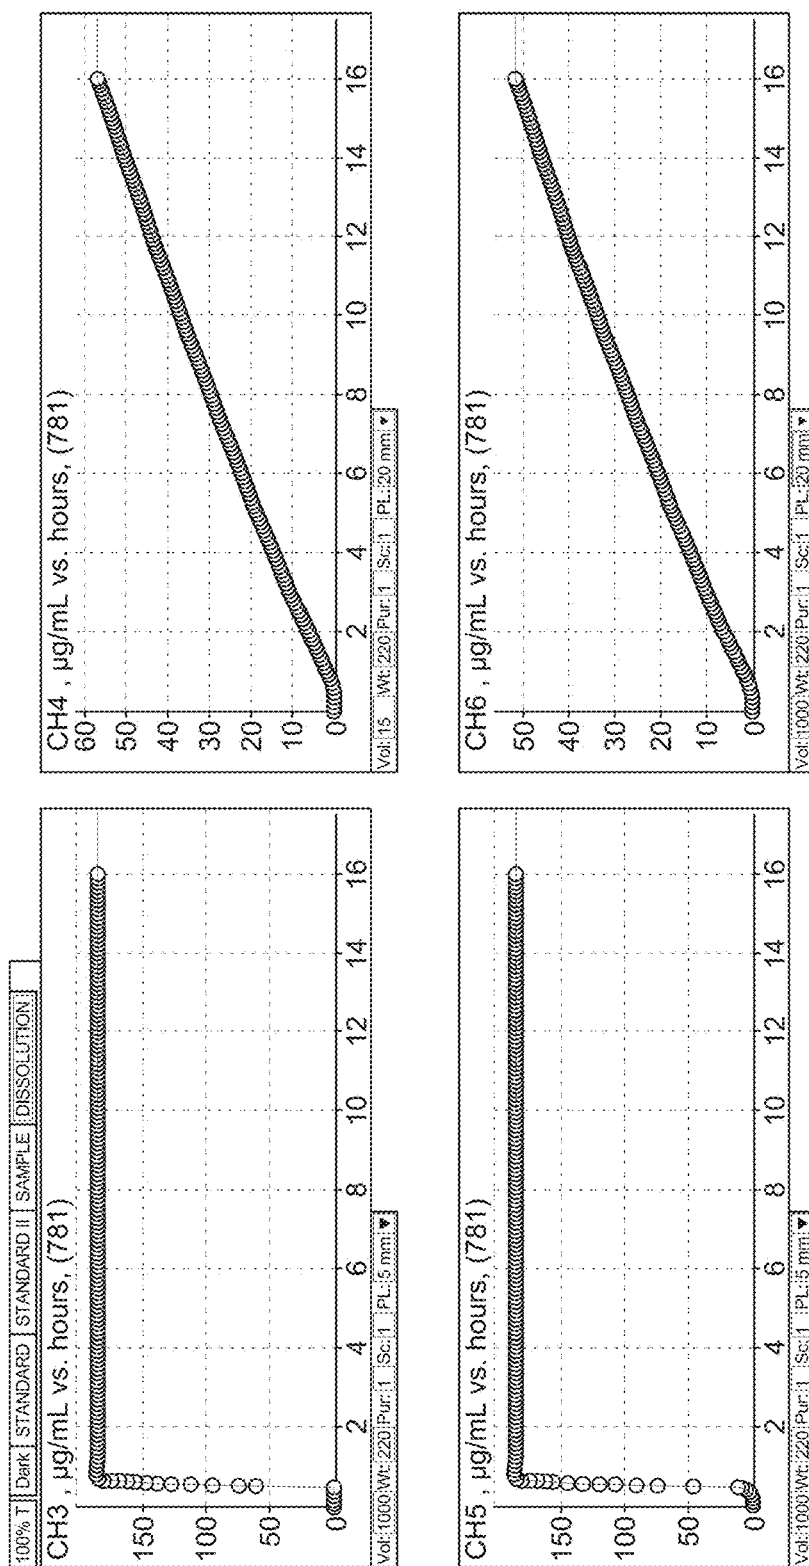 100% T Dark STANDARD STANDARD II SAMPLE DISSOLUTION
CH3 , µg/mL vs. hours, (781)
150
100
50
0
2 4 6 8 10 12 14 16
Vol: 1000 Wt: 220 Pur: 1 Sc: 1 PL: 5 mm ▼
CH4 , µg/mL vs. hours, (781)
60
50
40
30
20
10
0
2 4 6 8 10 12 14 16
Vol: 15 Wt: 220 Pur: 1 Sc: 1 PL: 20 mm ▼
CH5 , µg/mL vs. hours, (781)
150
100
50
0
2 4 6 8 10 12 14 16
Vol: 1000 Wt: 220 Pur: 1 Sc: 1 PL: 5 mm ▼
CH6 , µg/mL vs. hours, (781)
50
40
30
20
10
0
2 4 6 8 10 12 14 16
Vol: 1000 Wt: 220 Pur: 1 Sc: 1 PL: 20 mm ▼